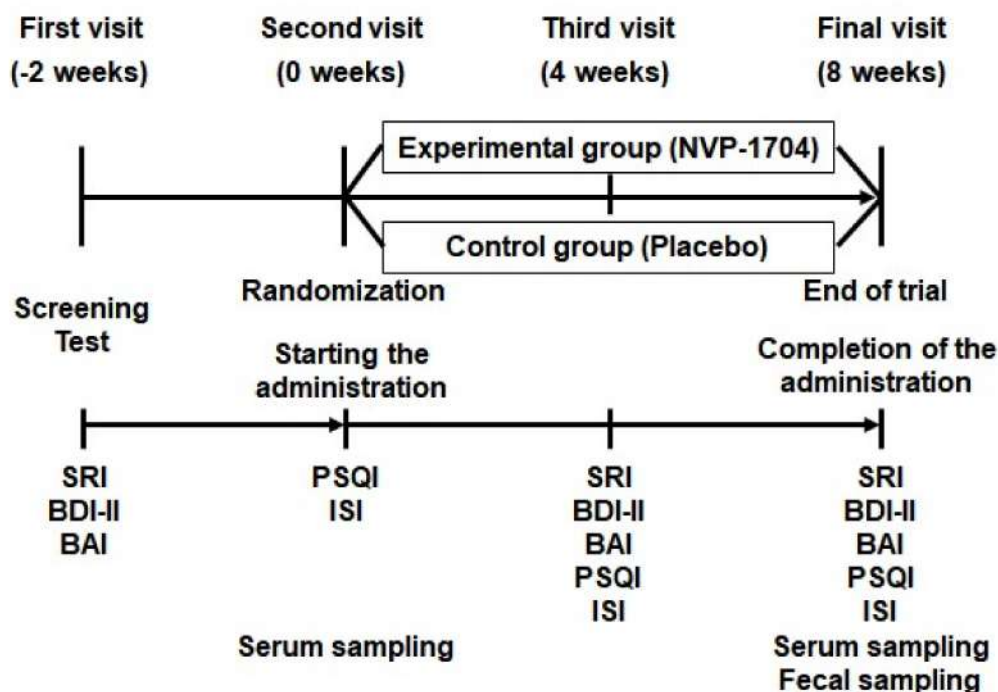 First visit
(-2 weeks)
Second visit
(0 weeks)
Third visit
(4 weeks)
Final visit
(8 weeks)
Experimental group (NVP-1704)
Control group (Placebo)
Screening
Test
Randomization
End of trial
Starting the
administration
Completion of the
administration
SRI
BDI-II
BAI
PSQI
ISI
SRI
BDI-II
BAI
PSQI
ISI
SRI
BDI-II
BAI
PSQI
ISI
Serum sampling
Serum sampling
Fecal sampling